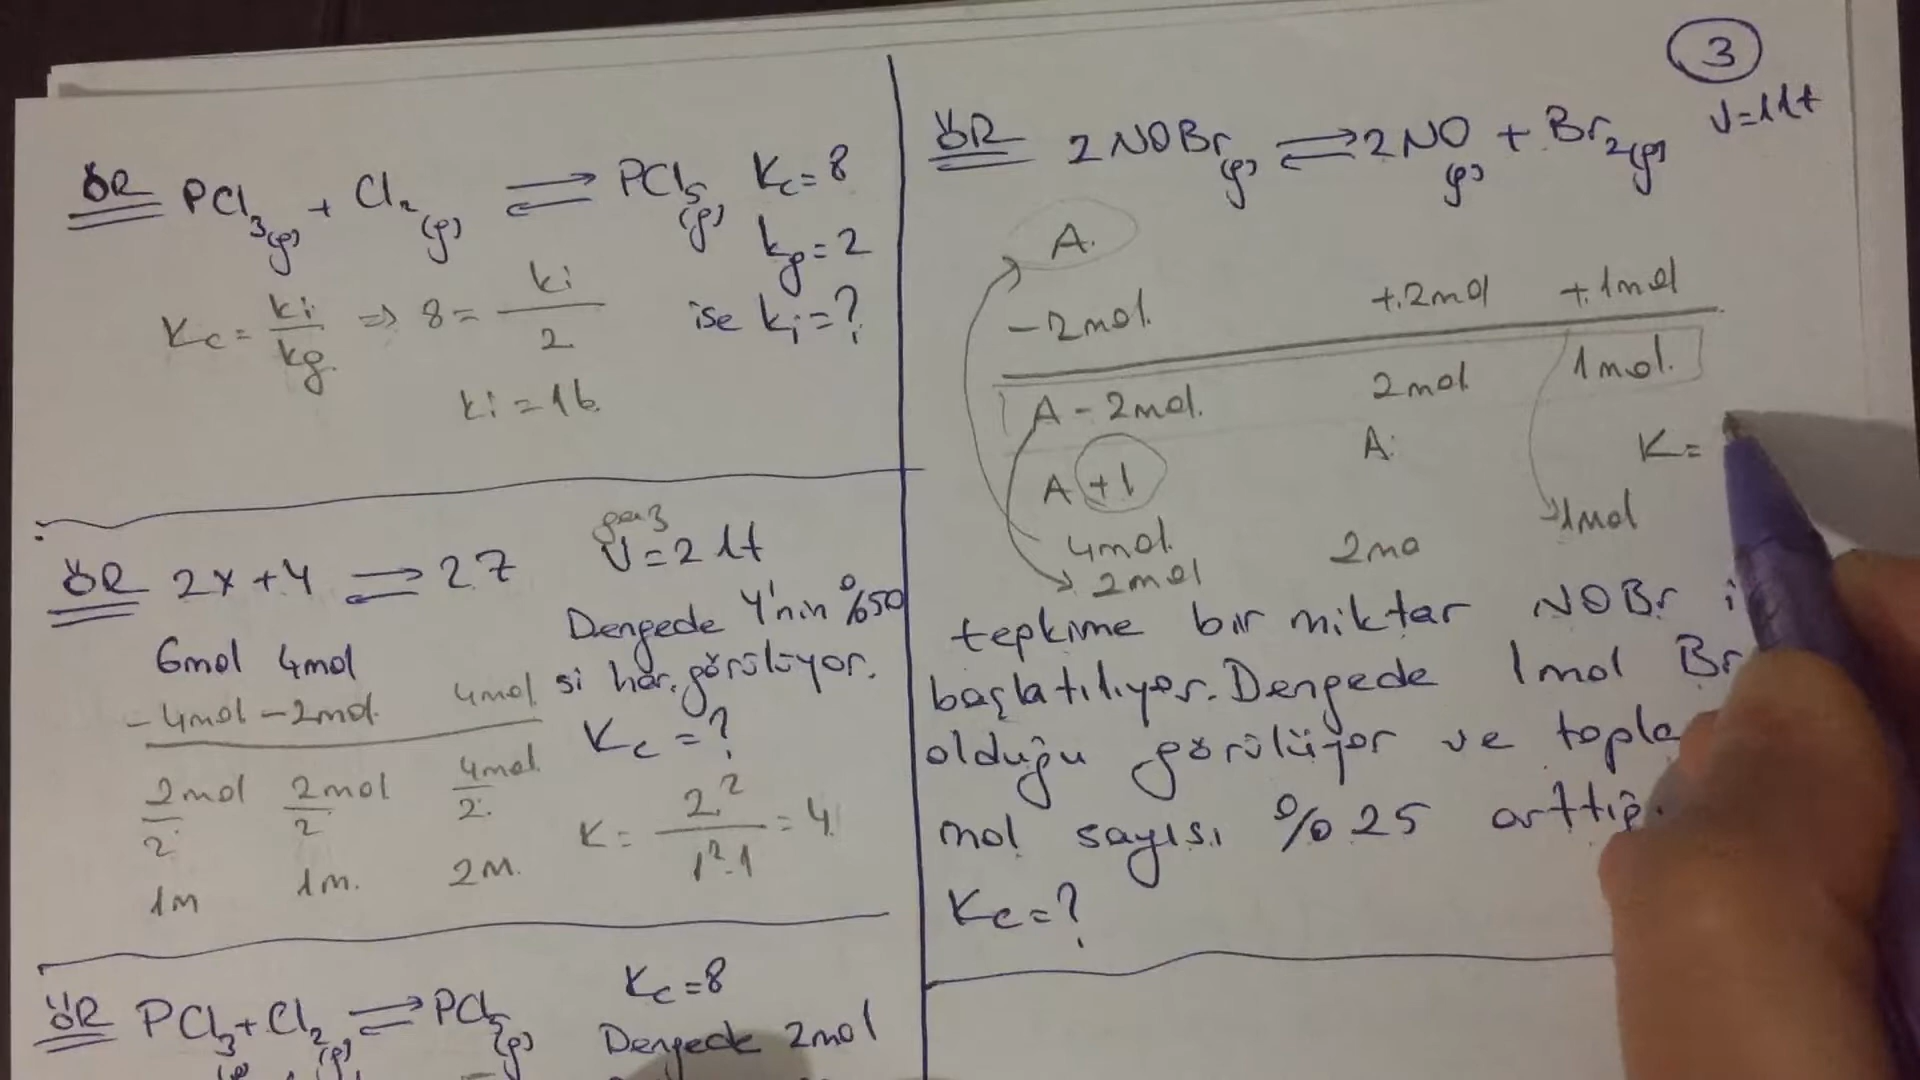 ÖR PCl3(g) + Cl2(g) ⇌ PCl5(g) Kc=8
kg=2
ise ki=?
Kc = ki/kg ⇒ 8 = ki/2
ki=16
ÖR 2X+Y ⇌ 2Z V=2lt
6mol 4mol
-4mol -2mol 4mol
2mol/2 2mol/2 4mol/2
1M 1M 2M
Dengede Y'nin %50
si har. görülüyor.
Kc=?
K = 2²/1².1 = 4
ÖR PCl3 + Cl2(g) ⇌ PCl5(g) Kc=8
Dengede 2mol
3
ÖR 2NOBr(g) ⇌ 2NO(g) + Br2(g) V=1lt
A.
-2mol. +2mol +1mol
A-2mol. 2mol 1mol.
A+1 A.
K=
4mol. 2mo 1mol
2mol
tepkime bir miktar NOBr i
başlatılıyor. Dengede 1mol Br
olduğu görülüyor ve topla
mol sayısı %25
Kc=?